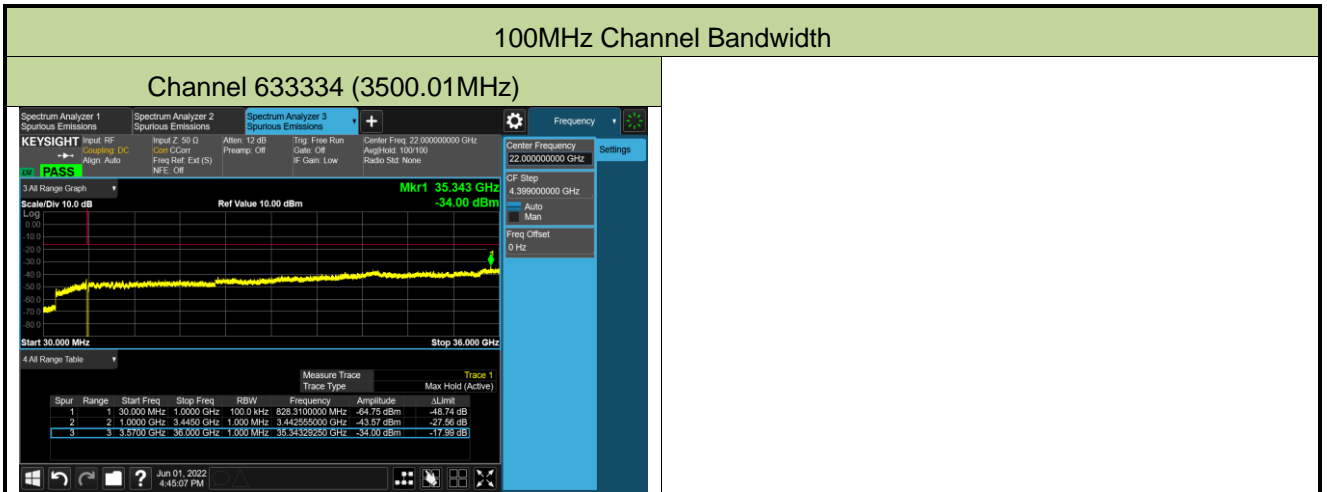 100MHz Channel Bandwidth
Channel 633334 (3500.01MHz)
Spectrum Analyzer 1 Spurious Emissions
Spectrum Analyzer 2 Spurious Emissions
Spectrum Analyzer 3 Spurious Emissions
Frequency
KEYSIGHT
Input: RF
Coupling: DC
Align: Auto
PASS
Input Z: 50 Ω
Corr CCorr
Freq Ref: Ext (S)
NFE: Off
Atten: 12 dB
Preamp: Off
Trig: Free Run
Gate: Off
IF Gain: Low
Center Freq: 22.000000000 GHz
Avg|Hold: 100/100
Radio Std: None
Center Frequency
22.000000000 GHz
Settings
CF Step
4.399000000 GHz
Auto
Man
Freq Offset
0 Hz
3 All Range Graph
Mkr1 35.343 GHz
Scale/Div 10.0 dB
Ref Value 10.00 dBm
-34.00 dBm
Log
0.00
-10.0
-20.0
-30.0
-40.0
-50.0
-60.0
-70.0
-80.0
Start 30.000 MHz
Stop 36.000 GHz
4 All Range Table
Measure Trace Trace 1
Trace Type Max Hold (Active)
Spur Range Start Freq Stop Freq RBW Frequency Amplitude ΔLimit
1 1 30.000 MHz 1.0000 GHz 100.0 kHz 828.3100000 MHz -64.75 dBm -48.74 dB
2 2 1.0000 GHz 3.4450 GHz 1.000 MHz 3.442555000 GHz -43.57 dBm -27.56 dB
3 3 3.5700 GHz 36.000 GHz 1.000 MHz 35.34329250 GHz -34.00 dBm -17.99 dB
?
Jun 01, 2022
4:45:07 PM